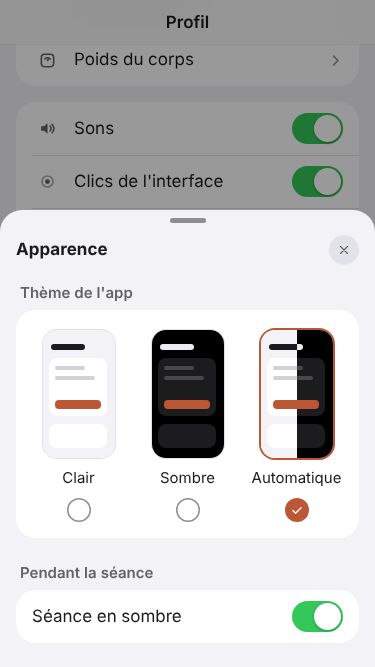 Profil
Poids du corps
Sons
Clics de l'interface
Apparence
Thème de l'app
Clair
Sombre
Automatique
Pendant la séance
Séance en sombre